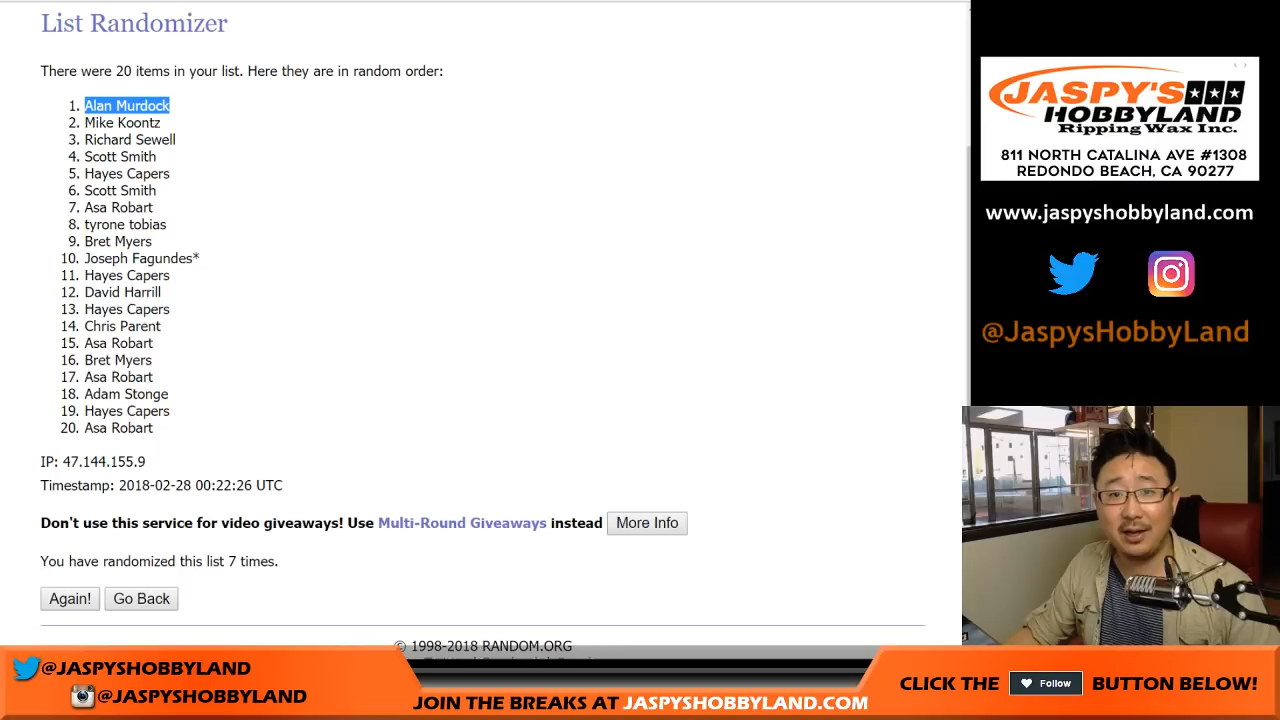 List Randomizer
There were 20 items in your list. Here they are in random order:
1. Alan Murdock
2. Mike Koontz
3. Richard Sewell
4. Scott Smith
5. Hayes Capers
6. Scott Smith
7. Asa Robart
8. tyrone tobias
9. Bret Myers
10. Joseph Fagundes*
11. Hayes Capers
12. David Harrill
13. Hayes Capers
14. Chris Parent
15. Asa Robart
16. Bret Myers
17. Asa Robart
18. Adam Stonge
19. Hayes Capers
20. Asa Robart
IP: 47.144.155.9
Timestamp: 2018-02-28 00:22:26 UTC
Don't use this service for video giveaways! Use Multi-Round Giveaways instead More Info
You have randomized this list 7 times.
Again! Go Back
© 1998-2018 RANDOM.ORG
JASPY'S
HOBBYLAND
Ripping Wax Inc.
811 NORTH CATALINA AVE #1308
REDONDO BEACH, CA 90277
www.jaspyshobbyland.com
@JaspysHobbyLand
@JASPYSHOBBYLAND
@JASPYSHOBBYLAND
JOIN THE BREAKS AT JASPYSHOBBYLAND.COM
CLICK THE Follow BUTTON BELOW!